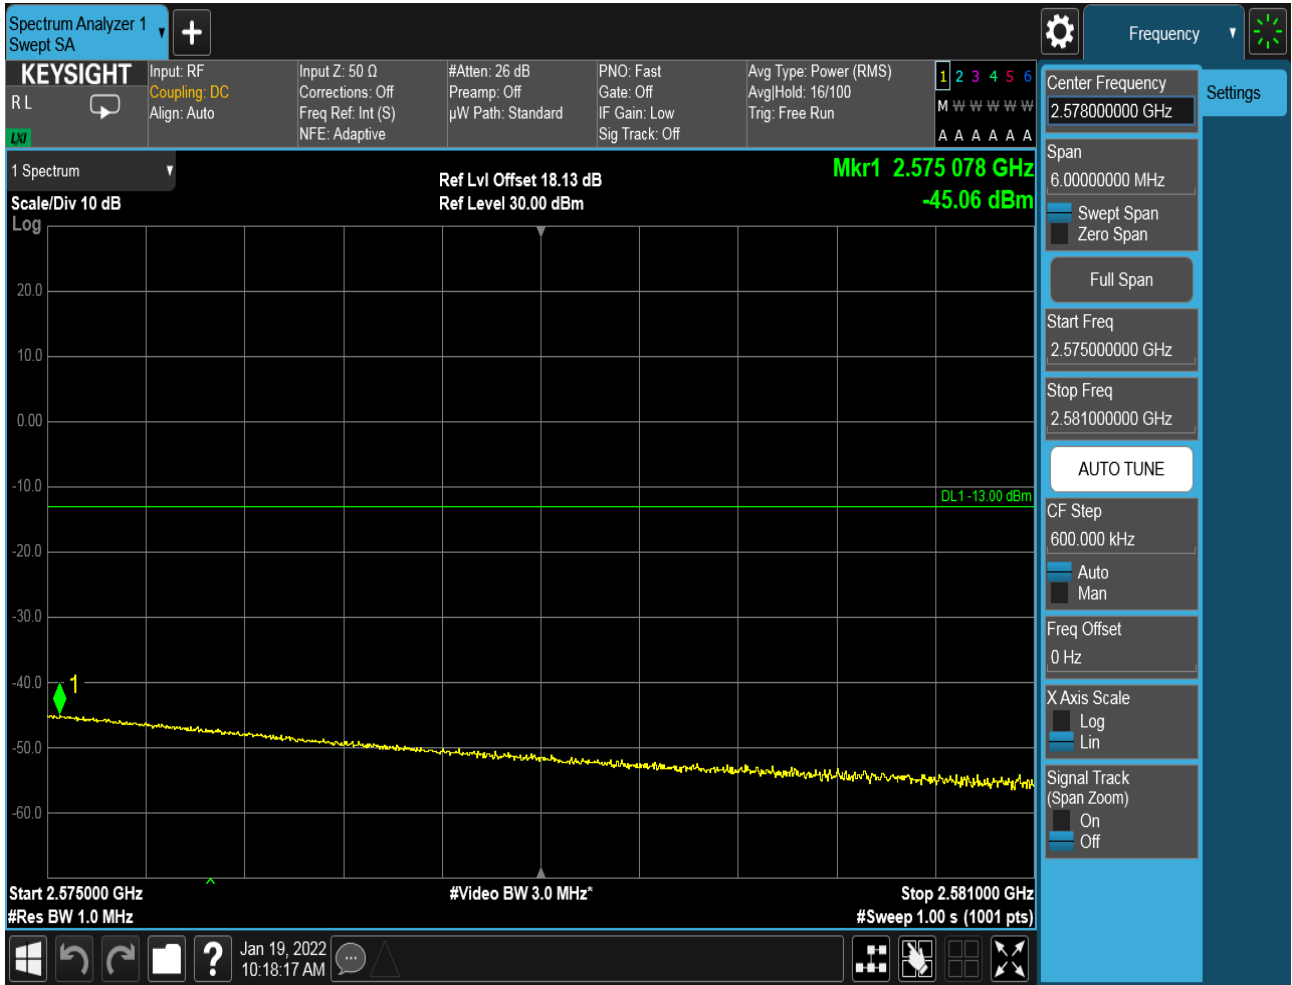 Spectrum Analyzer 1
Swept SA
Frequency
KEYSIGHT
R L
LXI
Input: RF
Coupling: DC
Align: Auto
Input Z: 50 Ω
Corrections: Off
Freq Ref: Int (S)
NFE: Adaptive
#Atten: 26 dB
Preamp: Off
µW Path: Standard
PNO: Fast
Gate: Off
IF Gain: Low
Sig Track: Off
Avg Type: Power (RMS)
Avg|Hold: 16/100
Trig: Free Run
1 2 3 4 5 6
M W W W W W
A A A A A A
1 Spectrum
Scale/Div 10 dB
Log
Ref Lvl Offset 18.13 dB
Ref Level 30.00 dBm
Mkr1 2.575 078 GHz
-45.06 dBm
20.0
10.0
0.00
-10.0
DL1 -13.00 dBm
-20.0
-30.0
-40.0
1
-50.0
-60.0
Start 2.575000 GHz
#Video BW 3.0 MHz*
Stop 2.581000 GHz
#Res BW 1.0 MHz
#Sweep 1.00 s (1001 pts)
Center Frequency
2.578000000 GHz
Settings
Span
6.00000000 MHz
Swept Span
Zero Span
Full Span
Start Freq
2.575000000 GHz
Stop Freq
2.581000000 GHz
AUTO TUNE
CF Step
600.000 kHz
Auto
Man
Freq Offset
0 Hz
X Axis Scale
Log
Lin
Signal Track
(Span Zoom)
On
Off
?
Jan 19, 2022
10:18:17 AM